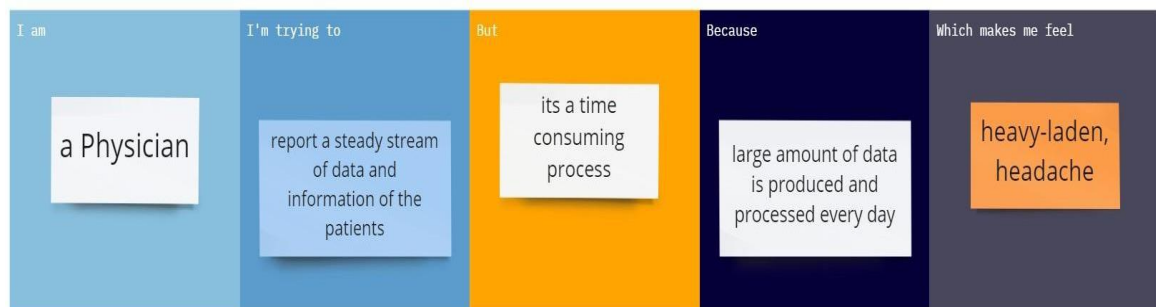 I am
a Physician
I'm trying to
report a steady stream
of data and
information of the
patients
But
its a time
consuming
process
Because
large amount of data
is produced and
processed every day
Which makes me feel
heavy-laden,
headache